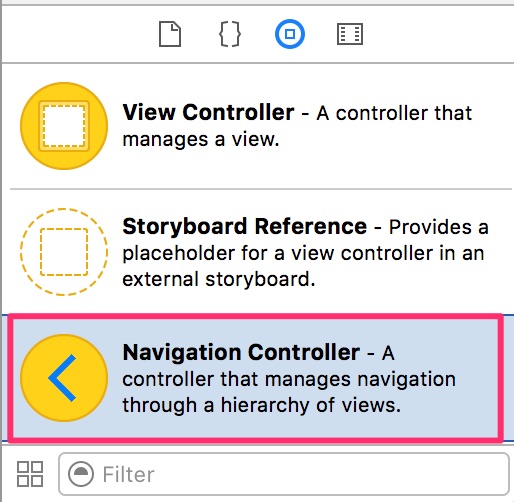 View Controller - A controller that
manages a view.
Storyboard Reference - Provides a
placeholder for a view controller in an
external storyboard.
Navigation Controller - A
controller that manages navigation
through a hierarchy of views.
Filter